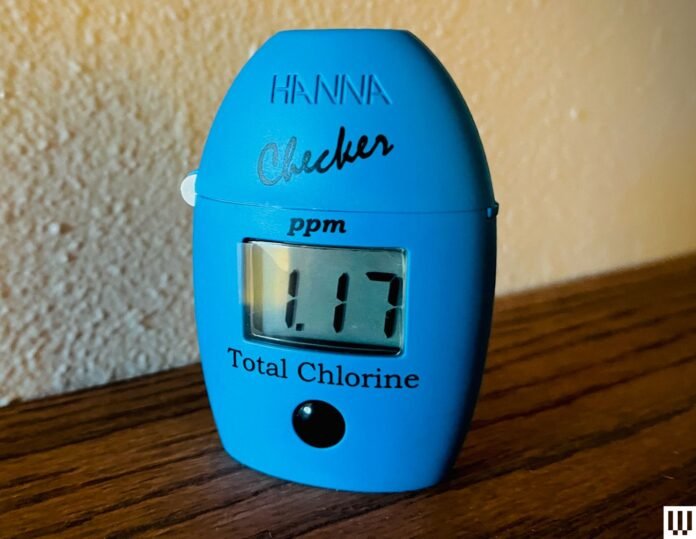 HANNA
Checker
ppm
1.17
Total Chlorine
W